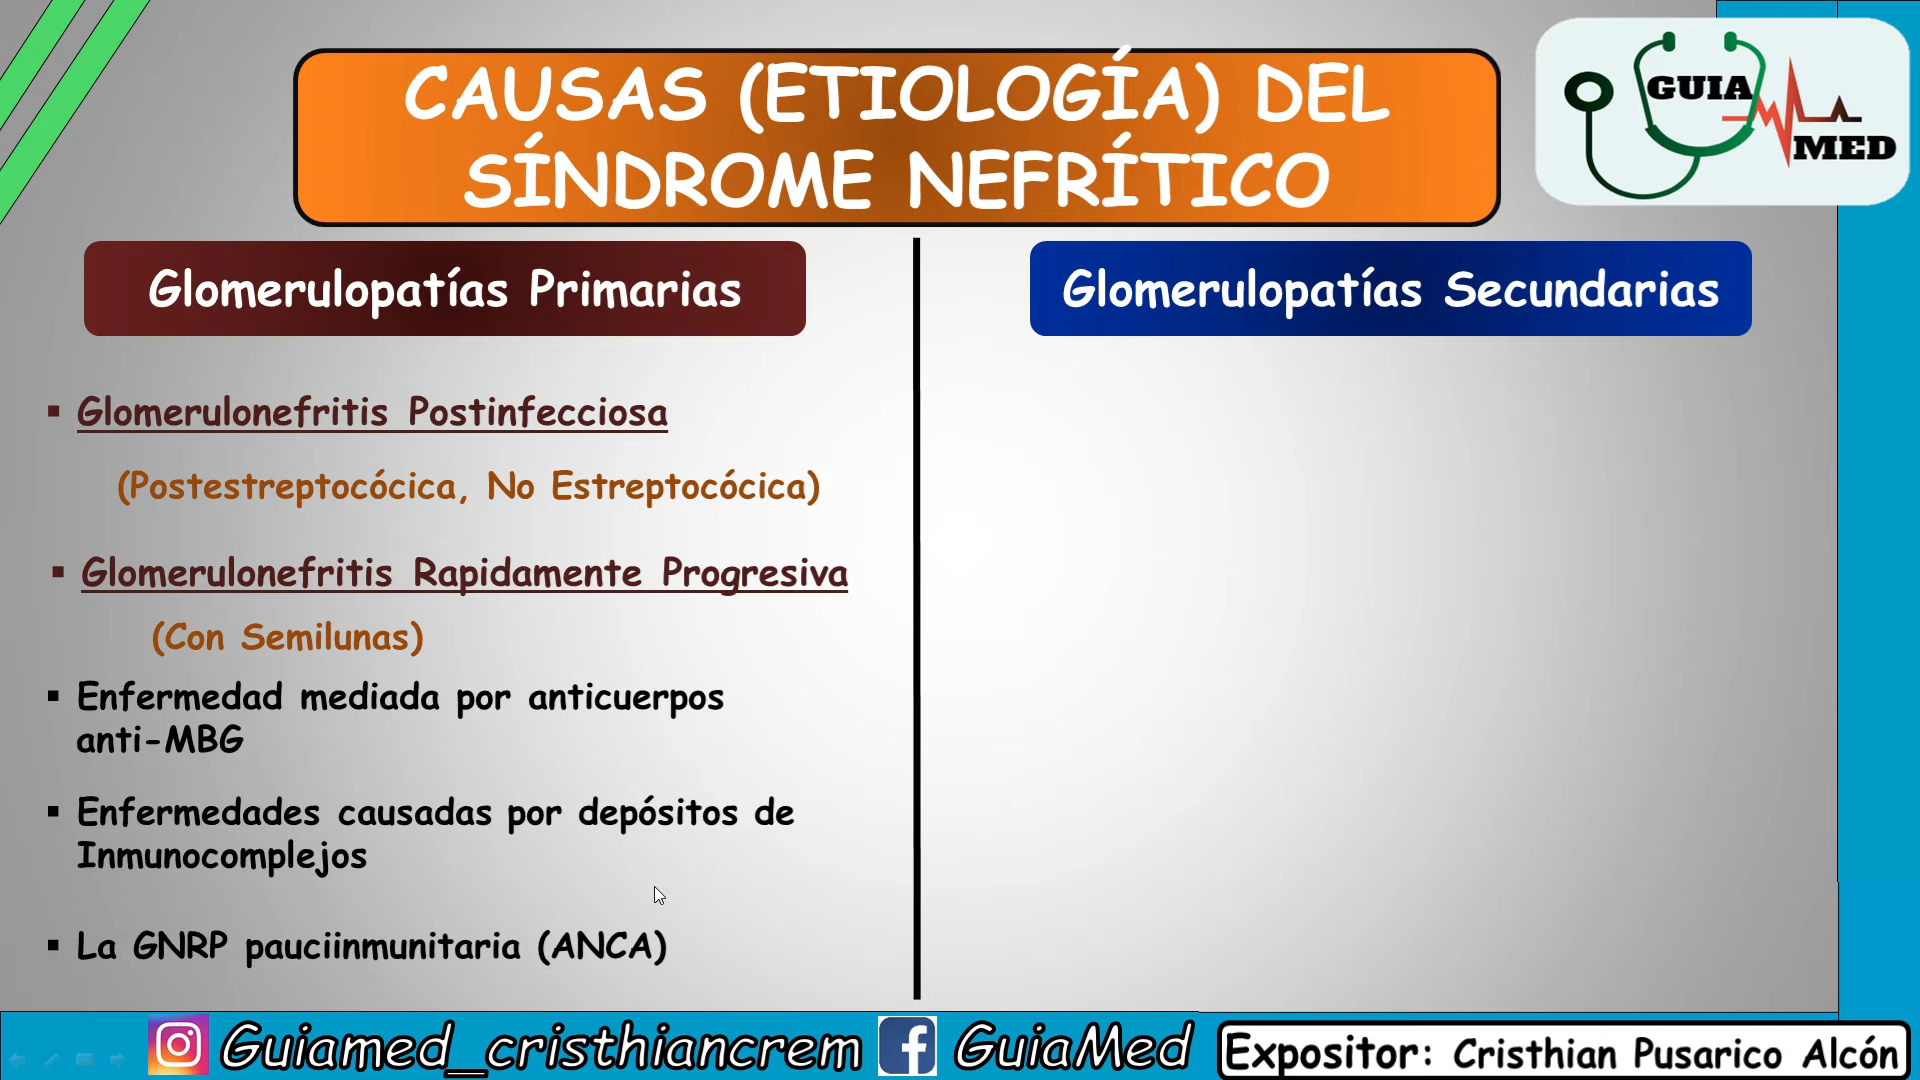 CAUSAS (ETIOLOGÍA) DEL
SÍNDROME NEFRÍTICO
GUIA
MED
Glomerulopatías Primarias
▪ Glomerulonefritis Postinfecciosa
(Postestreptocócica, No Estreptocócica)
▪ Glomerulonefritis Rapidamente Progresiva
(Con Semilunas)
▪ Enfermedad mediada por anticuerpos
anti-MBG
▪ Enfermedades causadas por depósitos de
Inmunocomplejos
▪ La GNRP pauciinmunitaria (ANCA)
Glomerulopatías Secundarias
Guiamed_cristhiancrem
GuiaMed
Expositor: Cristhian Pusarico Alcón